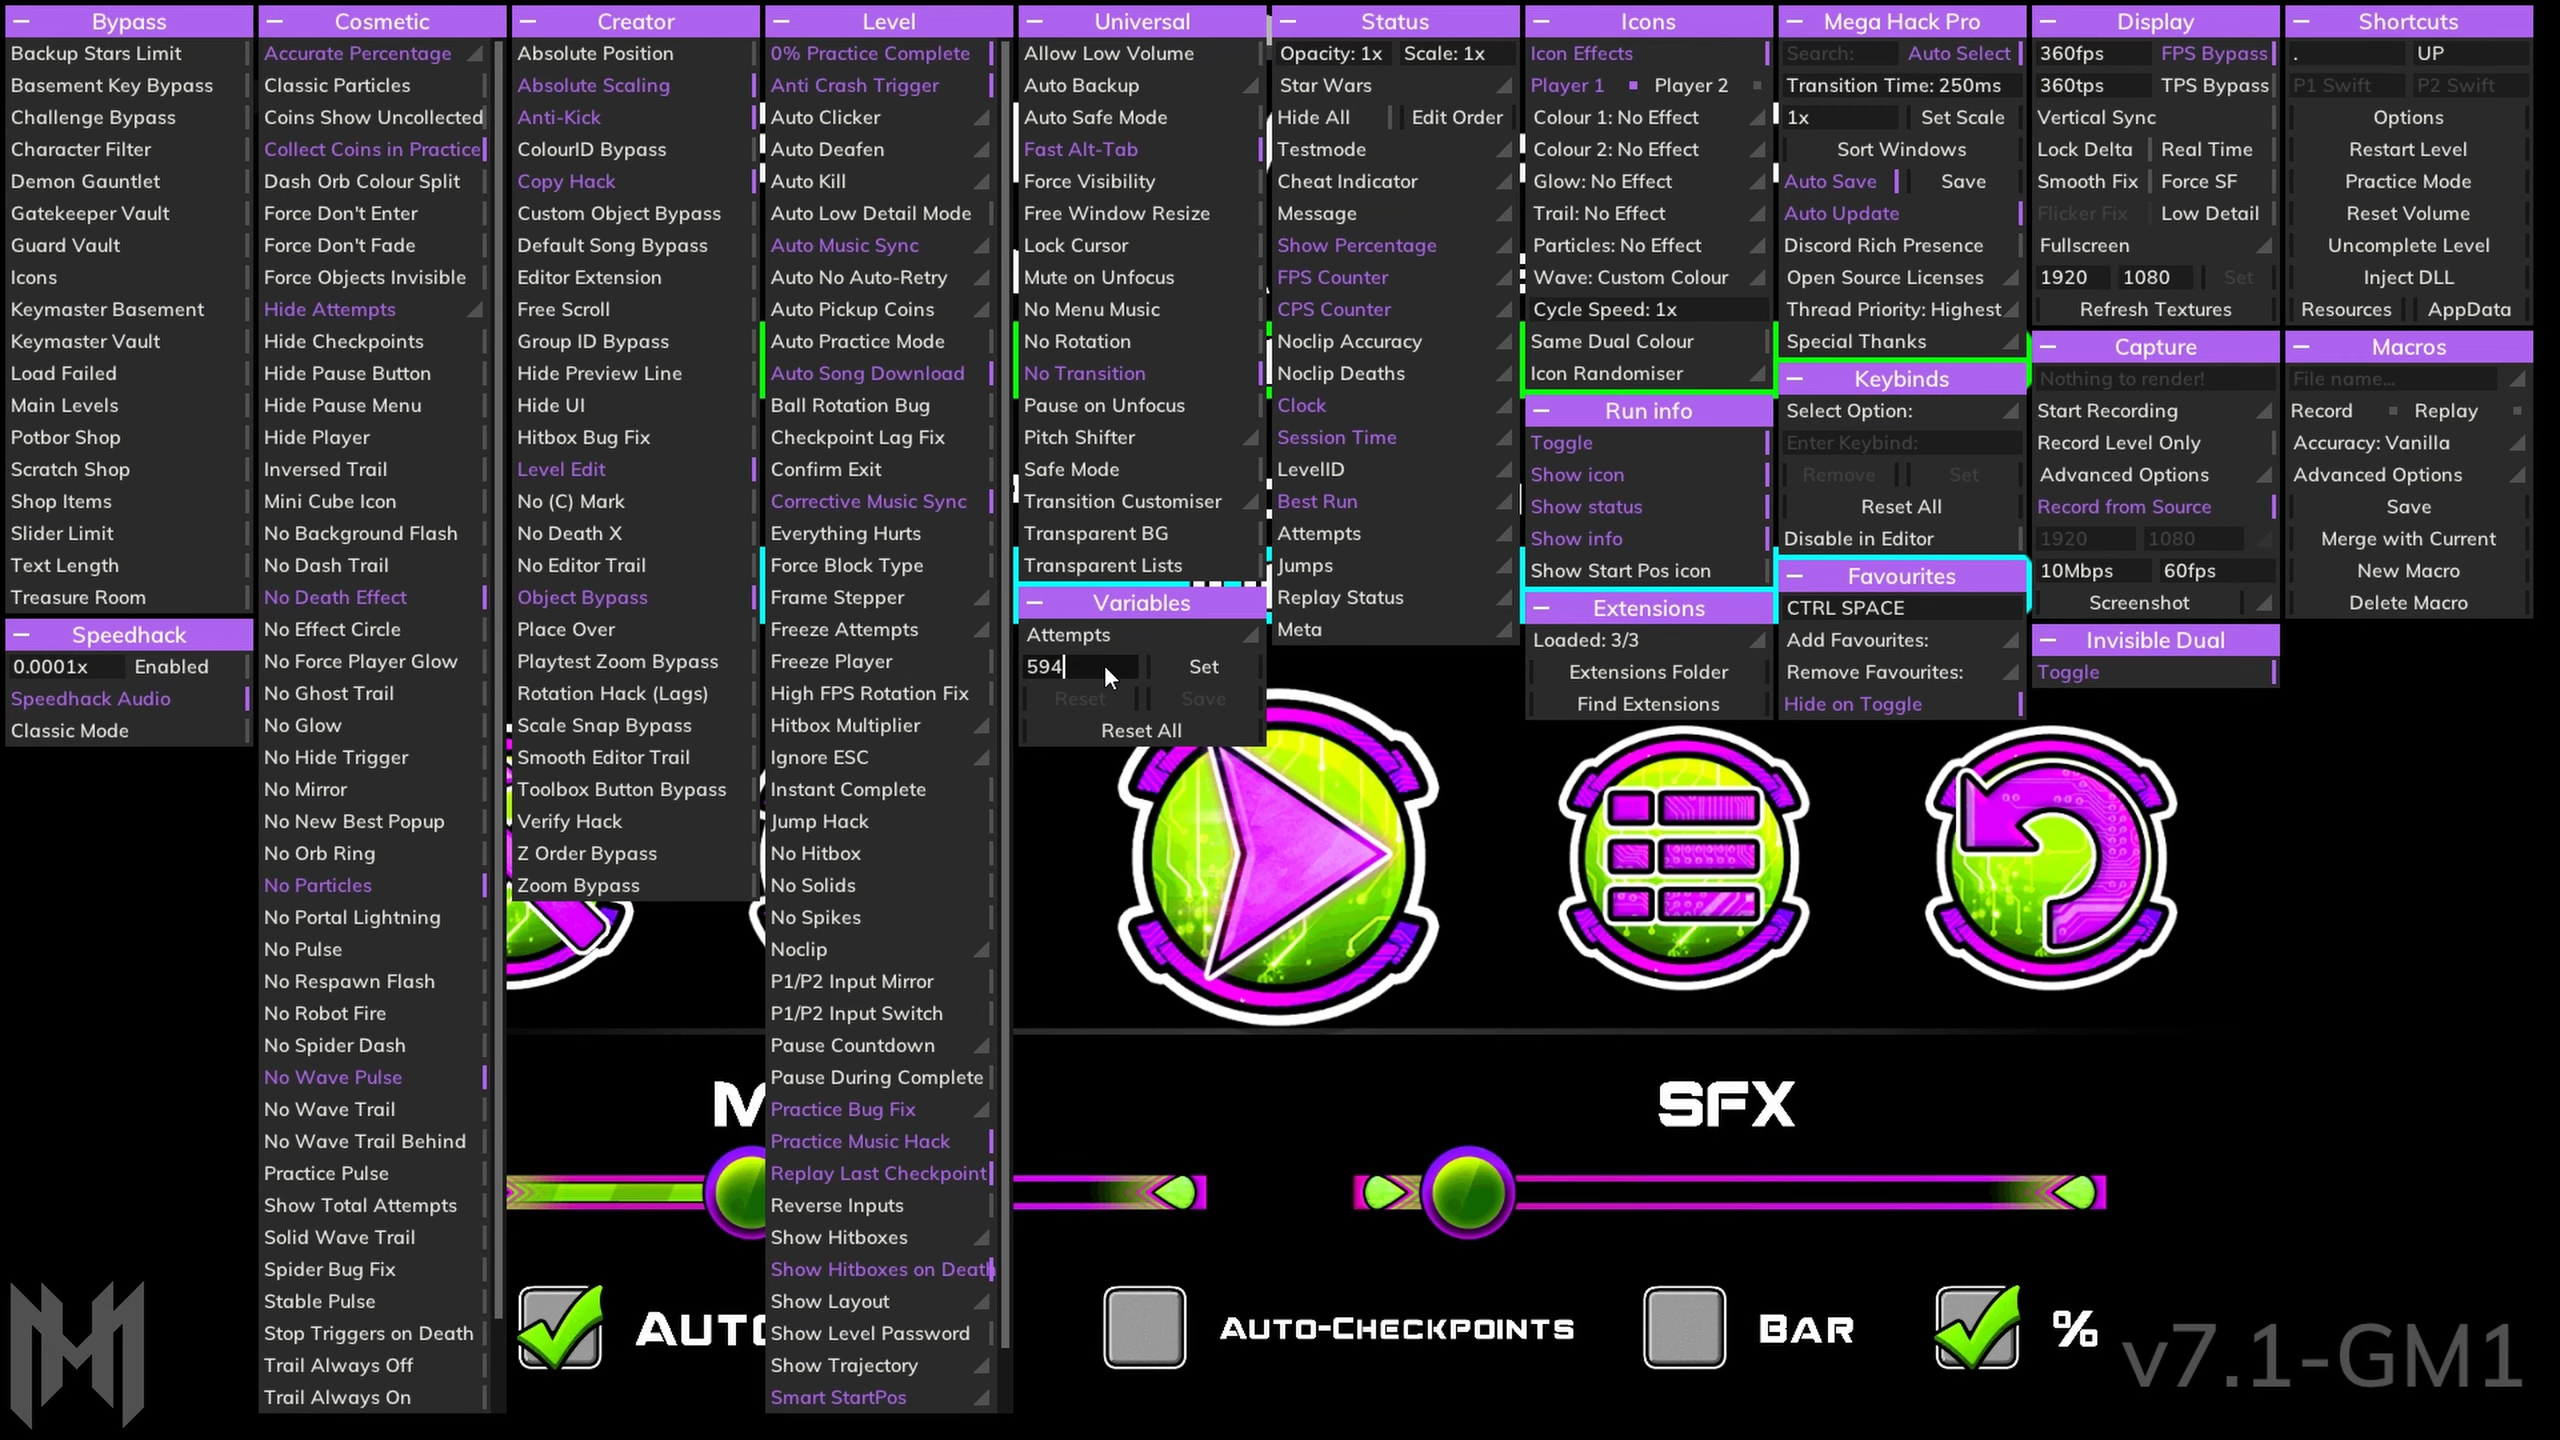 Bypass
Backup Stars Limit
Basement Key Bypass
Challenge Bypass
Character Filter
Demon Gauntlet
Gatekeeper Vault
Guard Vault
Icons
Keymaster Basement
Keymaster Vault
Load Failed
Main Levels
Potbor Shop
Scratch Shop
Shop Items
Slider Limit
Text Length
Treasure Room
Speedhack
0.0001x Enabled
Speedhack Audio
Classic Mode
Cosmetic
Accurate Percentage
Classic Particles
Coins Show Uncollected
Collect Coins in Practice
Dash Orb Colour Split
Force Don't Enter
Force Don't Fade
Force Objects Invisible
Hide Attempts
Hide Checkpoints
Hide Pause Button
Hide Pause Menu
Hide Player
Inversed Trail
Mini Cube Icon
No Background Flash
No Dash Trail
No Death Effect
No Effect Circle
No Force Player Glow
No Ghost Trail
No Glow
No Hide Trigger
No Mirror
No New Best Popup
No Orb Ring
No Particles
No Portal Lightning
No Pulse
No Respawn Flash
No Robot Fire
No Spider Dash
No Wave Pulse
No Wave Trail
No Wave Trail Behind
Practice Pulse
Show Total Attempts
Solid Wave Trail
Spider Bug Fix
Stable Pulse
Stop Triggers on Death
Trail Always Off
Trail Always On
Creator
Absolute Position
Absolute Scaling
Anti-Kick
ColourID Bypass
Copy Hack
Custom Object Bypass
Default Song Bypass
Editor Extension
Free Scroll
Group ID Bypass
Hide Preview Line
Hide UI
Hitbox Bug Fix
Level Edit
No (C) Mark
No Death X
No Editor Trail
Object Bypass
Place Over
Playtest Zoom Bypass
Rotation Hack (Lags)
Scale Snap Bypass
Smooth Editor Trail
Toolbox Button Bypass
Verify Hack
Z Order Bypass
Zoom Bypass
Level
0% Practice Complete
Anti Crash Trigger
Auto Clicker
Auto Deafen
Auto Kill
Auto Low Detail Mode
Auto Music Sync
Auto No Auto-Retry
Auto Pickup Coins
Auto Practice Mode
Auto Song Download
Ball Rotation Bug
Checkpoint Lag Fix
Confirm Exit
Corrective Music Sync
Everything Hurts
Force Block Type
Frame Stepper
Freeze Attempts
Freeze Player
High FPS Rotation Fix
Hitbox Multiplier
Ignore ESC
Instant Complete
Jump Hack
No Hitbox
No Solids
No Spikes
Noclip
P1/P2 Input Mirror
P1/P2 Input Switch
Pause Countdown
Pause During Complete
Practice Bug Fix
Practice Music Hack
Replay Last Checkpoint
Reverse Inputs
Show Hitboxes
Show Hitboxes on Death
Show Layout
Show Level Password
Show Trajectory
Smart StartPos
Universal
Allow Low Volume
Auto Backup
Auto Safe Mode
Fast Alt-Tab
Force Visibility
Free Window Resize
Lock Cursor
Mute on Unfocus
No Menu Music
No Rotation
No Transition
Pause on Unfocus
Pitch Shifter
Safe Mode
Transition Customiser
Transparent BG
Transparent Lists
Variables
Attempts
594 Set
Reset Save
Reset All
Status
Opacity: 1x Scale: 1x
Star Wars
Hide All Edit Order
Testmode
Cheat Indicator
Message
Show Percentage
FPS Counter
CPS Counter
Noclip Accuracy
Noclip Deaths
Clock
Session Time
LevelID
Best Run
Attempts
Jumps
Replay Status
Meta
Icons
Icon Effects
Player 1 Player 2
Colour 1: No Effect
Colour 2: No Effect
Glow: No Effect
Trail: No Effect
Particles: No Effect
Wave: Custom Colour
Cycle Speed: 1x
Same Dual Colour
Icon Randomiser
Run info
Toggle
Show icon
Show status
Show info
Show Start Pos icon
Extensions
Loaded: 3/3
Extensions Folder
Find Extensions
Mega Hack Pro
Search: Auto Select
Transition Time: 250ms
1x Set Scale
Sort Windows
Auto Save Save
Auto Update
Discord Rich Presence
Open Source Licenses
Thread Priority: Highest
Special Thanks
Keybinds
Select Option:
Enter Keybind:
Remove Set
Reset All
Disable in Editor
Favourites
CTRL SPACE
Add Favourites:
Remove Favourites:
Hide on Toggle
Display
360fps FPS Bypass
360tps TPS Bypass
Vertical Sync
Lock Delta Real Time
Smooth Fix Force SF
Flicker Fix Low Detail
Fullscreen
1920 1080 Set
Refresh Textures
Capture
Nothing to render!
Start Recording
Record Level Only
Advanced Options
Record from Source
1920 1080
10Mbps 60fps
Screenshot
Invisible Dual
Toggle
Shortcuts
. UP
P1 Swift P2 Swift
Options
Restart Level
Practice Mode
Reset Volume
Uncomplete Level
Inject DLL
Resources AppData
Macros
File name...
Record Replay
Accuracy: Vanilla
Advanced Options
Save
Merge with Current
New Macro
Delete Macro
SFX
AUTO-CHECKPOINTS
BAR
%
v7.1-GM1